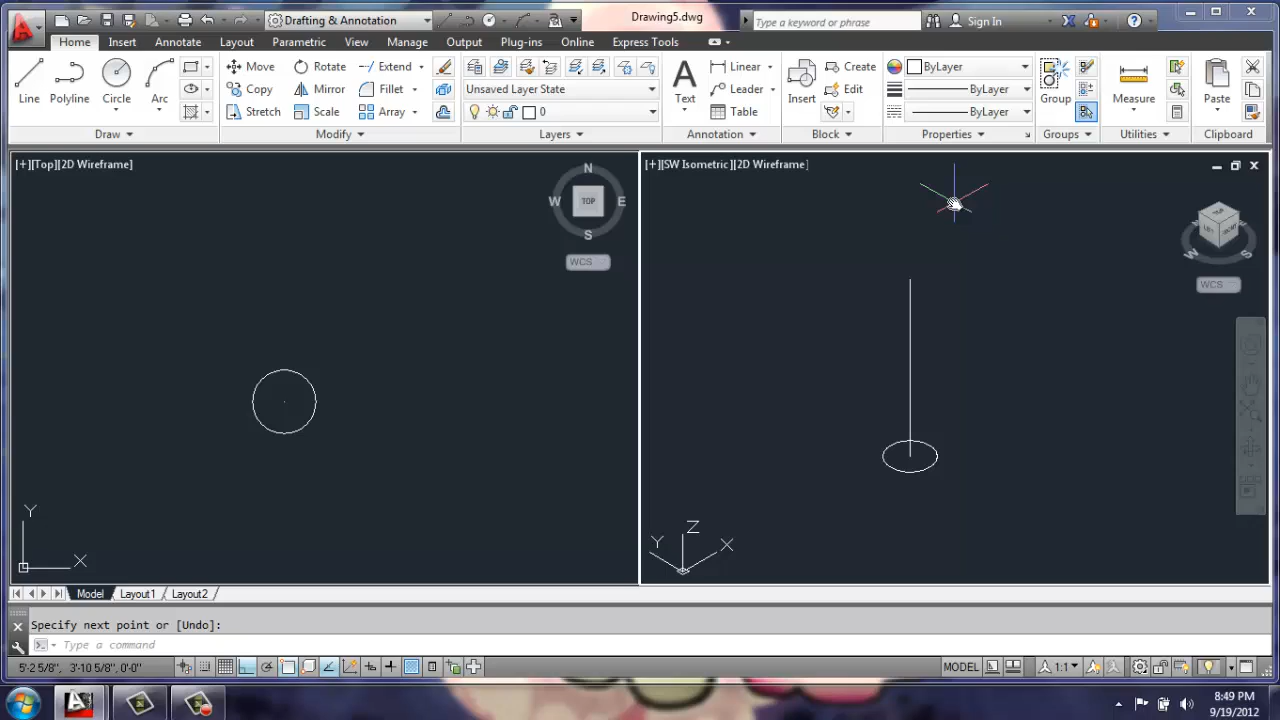 Drafting & Annotation
Drawing5.dwg
Type a keyword or phrase
Sign In
Home Insert Annotate Layout Parametric View Manage Output Plug-ins Online Express Tools
Line Polyline Circle Arc
Move Rotate Extend
Copy Mirror Fillet
Stretch Scale Array
Unsaved Layer State
0
Text
Linear
Leader
Table
Insert
Create
Edit
ByLayer
ByLayer
ByLayer
Group
Measure
Paste
Draw Modify Layers Annotation Block Properties Groups Utilities Clipboard
[+][Top][2D Wireframe]
N
W TOP E
S
WCS
Y
X
[+][SW Isometric][2D Wireframe]
TOP
LEFT FRONT
W S
WCS
Z
Y X
Model Layout1 Layout2
Specify next point or [Undo]:
Type a command
5'-2 5/8", 3'-10 5/8", 0'-0"
MODEL
1:1
8:49 PM
9/19/2012